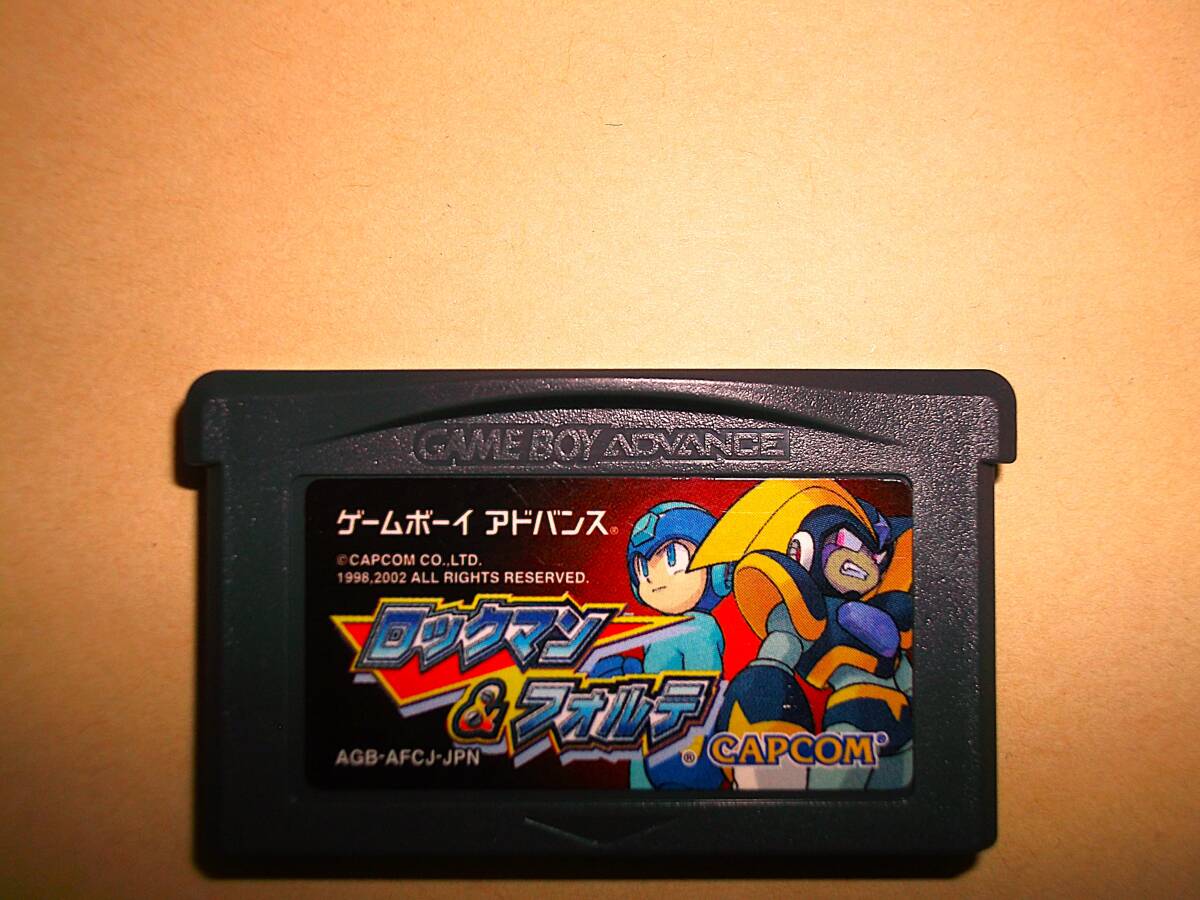 GAME BOY ADVANCE
ゲームボーイ アドバンス®
©CAPCOM CO.,LTD.
1998,2002 ALL RIGHTS RESERVED.
ロックマン
&フォルテ
AGB-AFCJ-JPN
® CAPCOM®